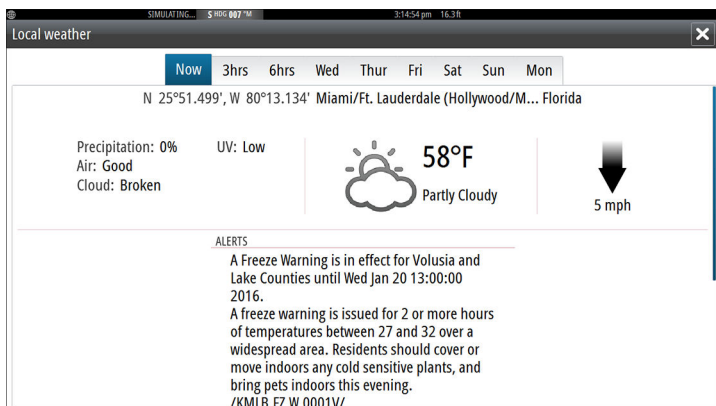 SIMULATING... S HDG 007 °M 3:14:54 pm 16.3 ft
Local weather
Now 3hrs 6hrs Wed Thur Fri Sat Sun Mon
N 25°51.499', W 80°13.134' Miami/Ft. Lauderdale (Hollywood/M... Florida
Precipitation: 0% UV: Low
Air: Good
Cloud: Broken
58°F
Partly Cloudy
5 mph
ALERTS
A Freeze Warning is in effect for Volusia and
Lake Counties until Wed Jan 20 13:00:00
2016.
A freeze warning is issued for 2 or more hours
of temperatures between 27 and 32 over a
widespread area. Residents should cover or
move indoors any cold sensitive plants, and
bring pets indoors this evening.
/KMLB.FZ.W.0001V/